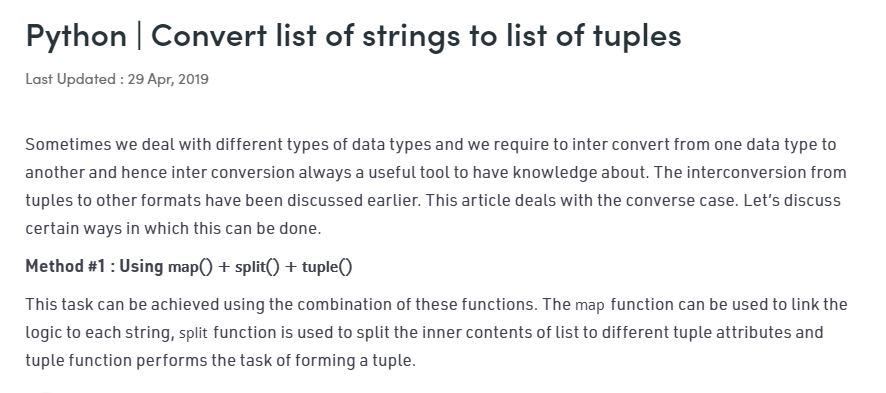 Python | Convert list of strings to list of tuples
Last Updated : 29 Apr, 2019
Sometimes we deal with different types of data types and we require to inter convert from one data type to
another and hence inter conversion always a useful tool to have knowledge about. The interconversion from
tuples to other formats have been discussed earlier. This article deals with the converse case. Let's discuss
certain ways in which this can be done.
Method #1 : Using map() + split() + tuple()
This task can be achieved using the combination of these functions. The map function can be used to link the
logic to each string, split function is used to split the inner contents of list to different tuple attributes and
tuple function performs the task of forming a tuple.